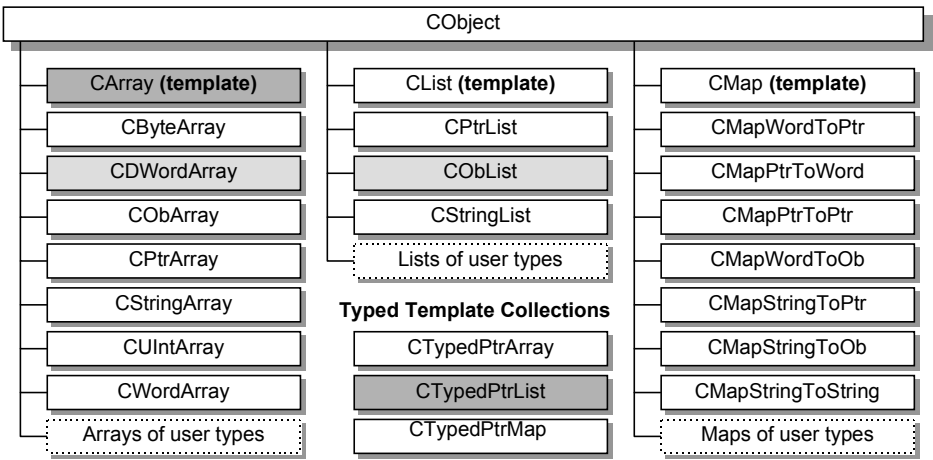 CObject
CArray (template)
CByteArray
CDWordArray
CObArray
CPtrArray
CStringArray
CUIntArray
CWordArray
Arrays of user types
CList (template)
CPtrList
CObList
CStringList
Lists of user types
Typed Template Collections
CTypedPtrArray
CTypedPtrList
CTypedPtrMap
CMap (template)
CMapWordToPtr
CMapPtrToWord
CMapPtrToPtr
CMapWordToOb
CMapStringToPtr
CMapStringToOb
CMapStringToString
Maps of user types